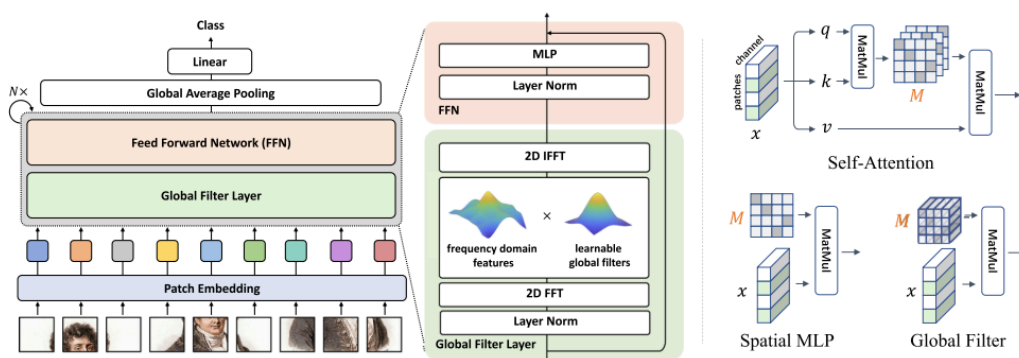 Class
Linear
Global Average Pooling
N×
Feed Forward Network (FFN)
Global Filter Layer
Patch Embedding
MLP
Layer Norm
FFN
2D IFFT
×
frequency domain
features
learnable
global filters
2D FFT
Layer Norm
Global Filter Layer
channel
patches
x
q
k
v
MatMul
M
MatMul
Self-Attention
M
x
MatMul
Spatial MLP
M
x
MatMul
Global Filter